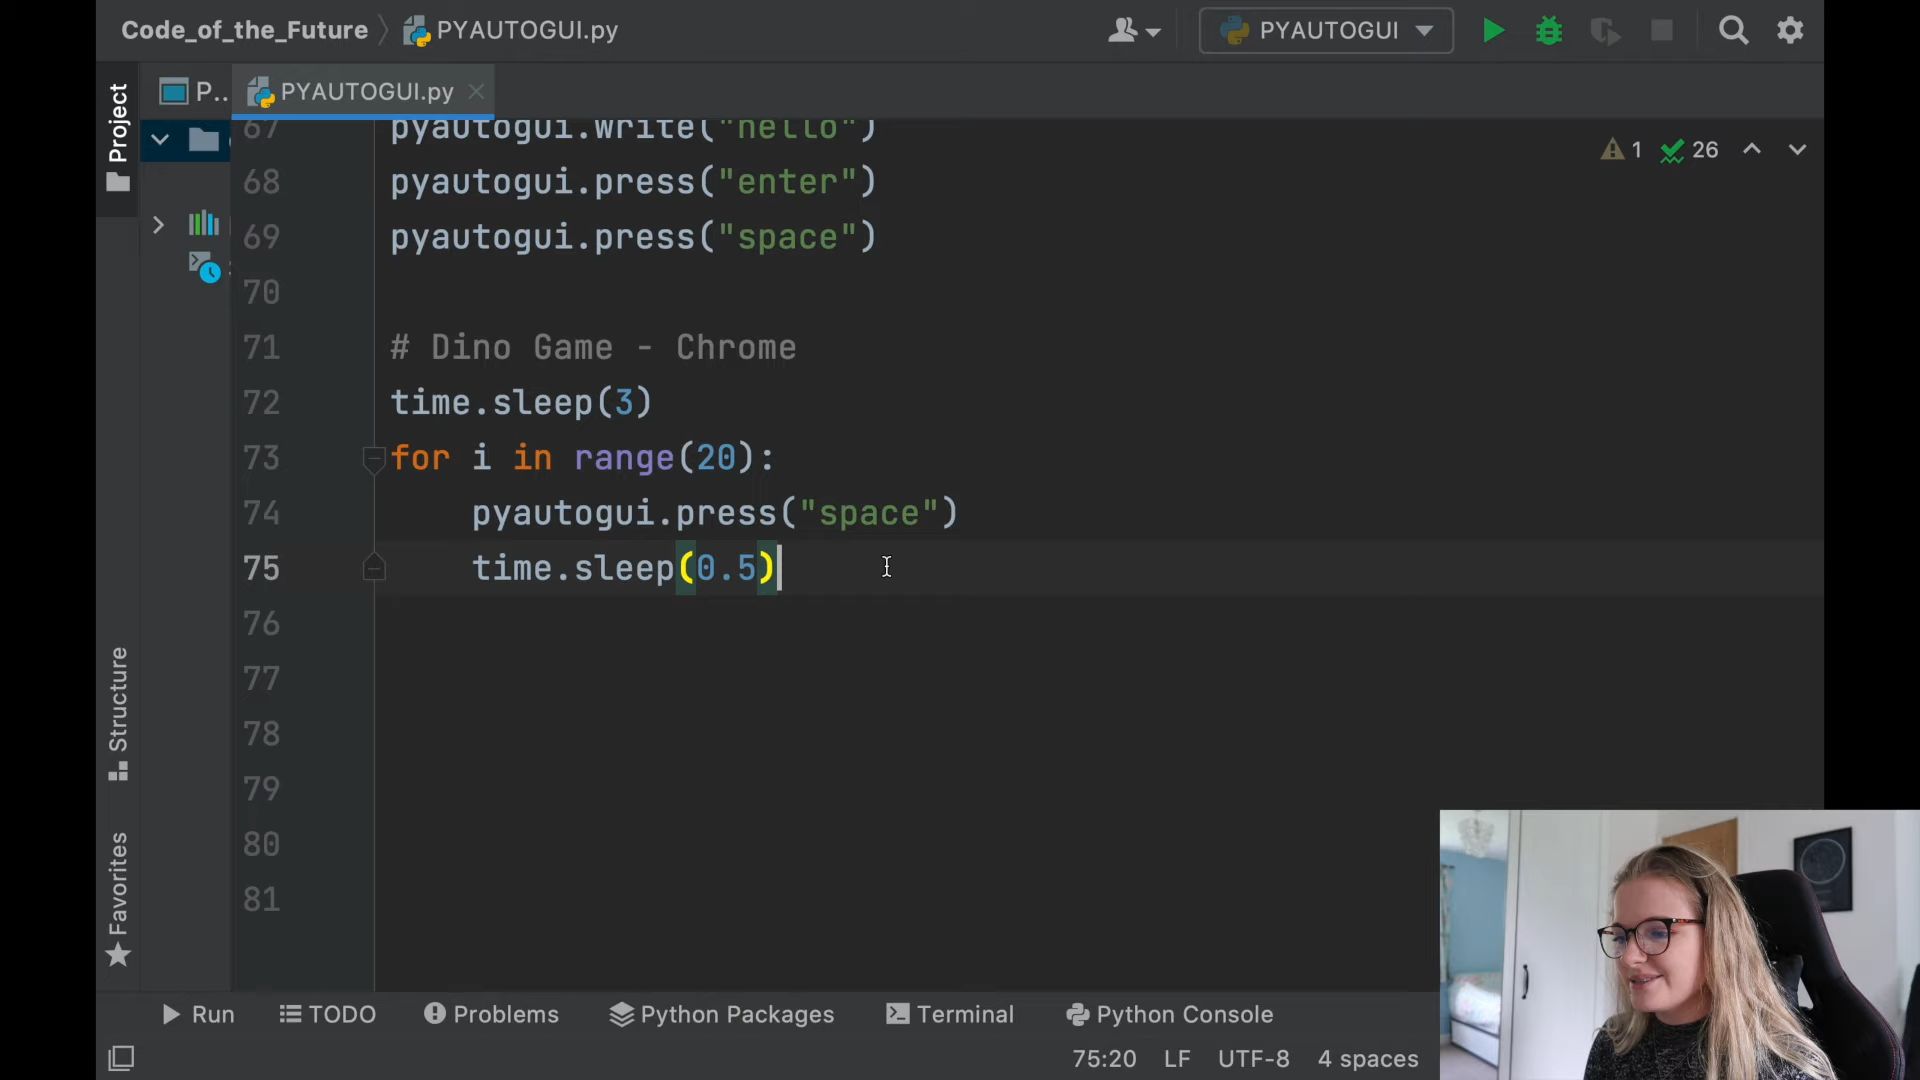 Code_of_the_Future PYAUTOGUI.py PYAUTOGUI
Project P.. PYAUTOGUI.py
67 pyautogui.write("hello")
1 26
68 pyautogui.press("enter")
69 pyautogui.press("space")
70
71 # Dino Game - Chrome
72 time.sleep(3)
73 for i in range(20):
74 pyautogui.press("space")
75 time.sleep(0.5)
76
77
78
79
80
81
Structure
Favorites
Run TODO Problems Python Packages Terminal Python Console
75:20 LF UTF-8 4 spaces